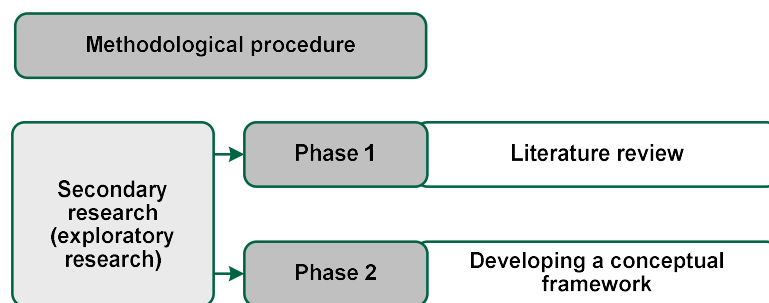 Methodological procedure
Phase 1
Literature review
Secondary
research
(exploratory
research)
Phase 2
Developing a conceptual
framework